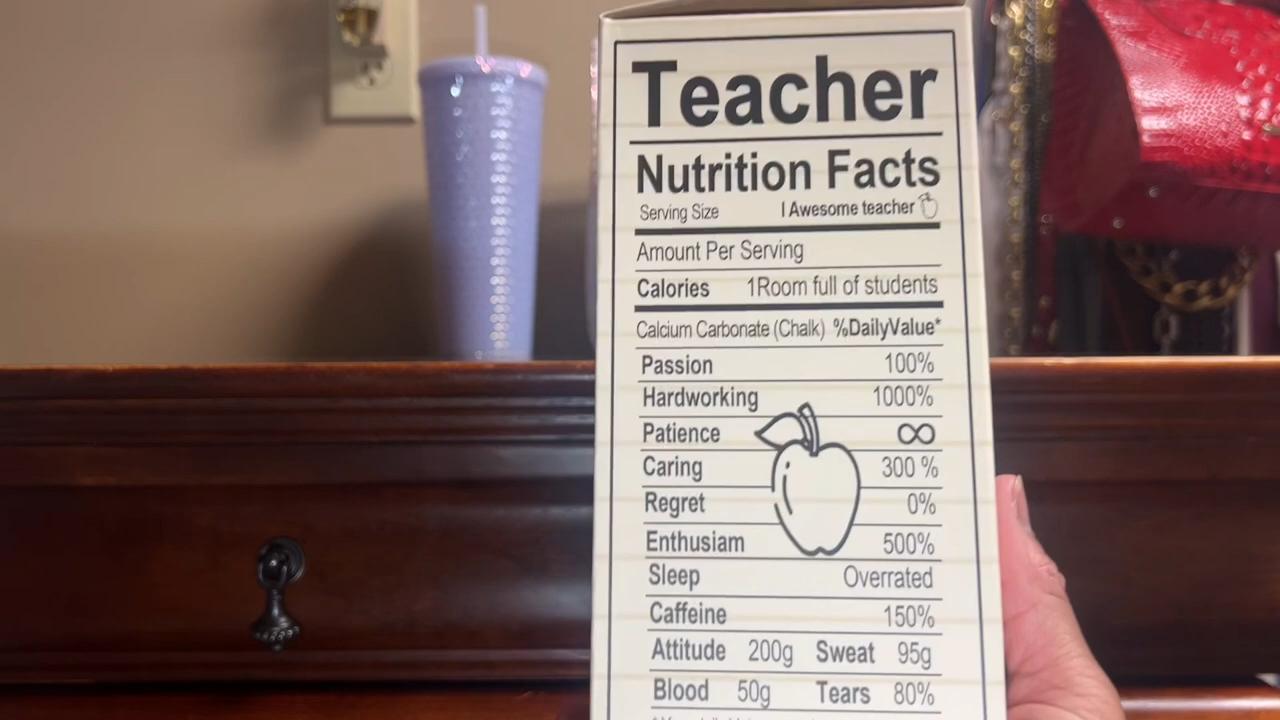 Teacher
Nutrition Facts
Serving Size I Awesome teacher
Amount Per Serving
Calories 1Room full of students
Calcium Carbonate (Chalk) %DailyValue*
Passion 100%
Hardworking 1000%
Patience ∞
Caring 300 %
Regret 0%
Enthusiam 500%
Sleep Overrated
Caffeine 150%
Attitude 200g Sweat 95g
Blood 50g Tears 80%